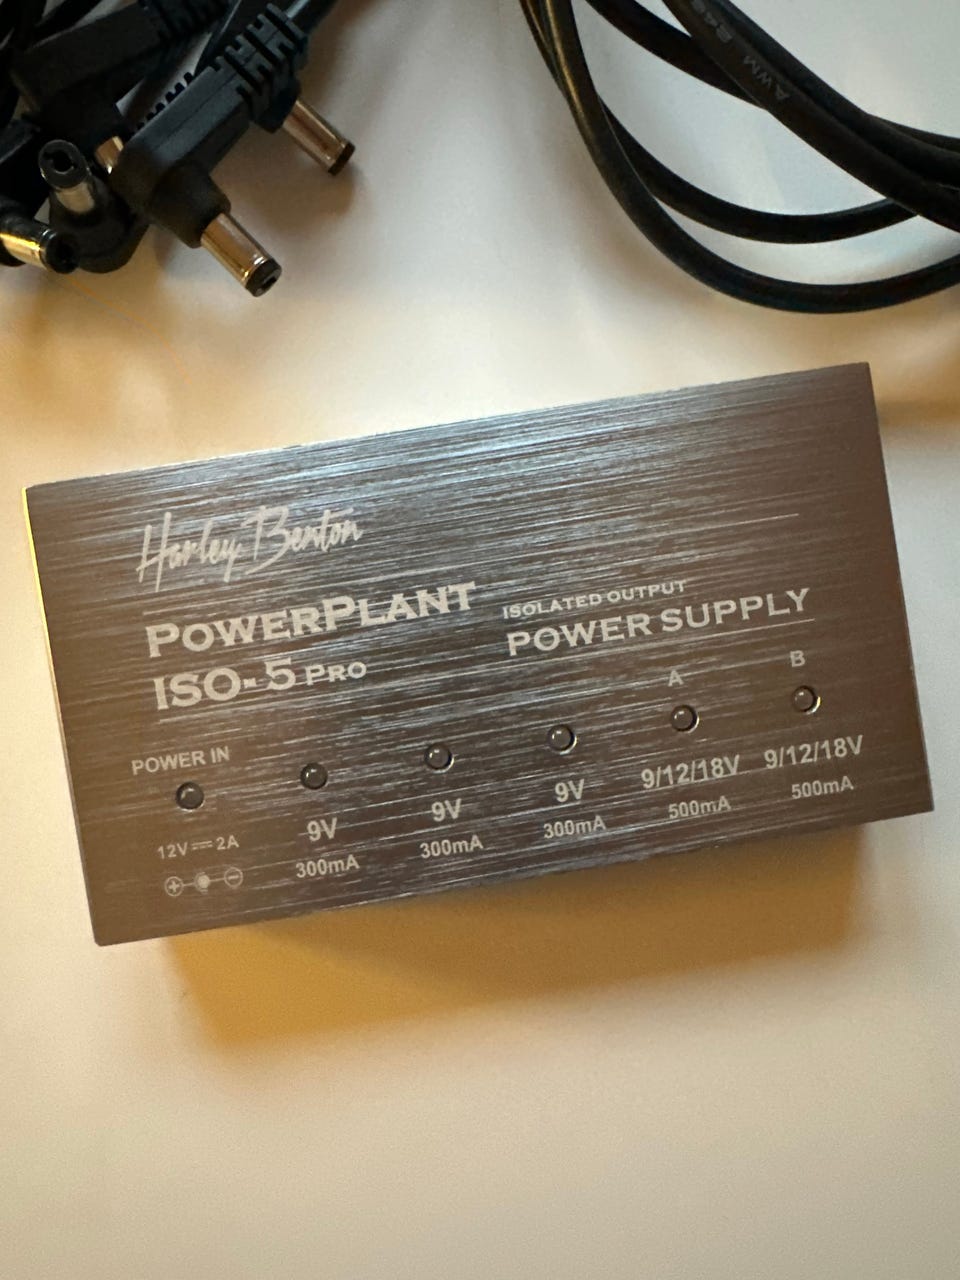 AWM
Harley Benton
PowerPlant
ISO-5 Pro
ISOLATED OUTPUT
POWER SUPPLY
A
B
POWER IN
12V⎓2A
9V
300mA
9V
300mA
9V
300mA
9/12/18V
500mA
9/12/18V
500mA